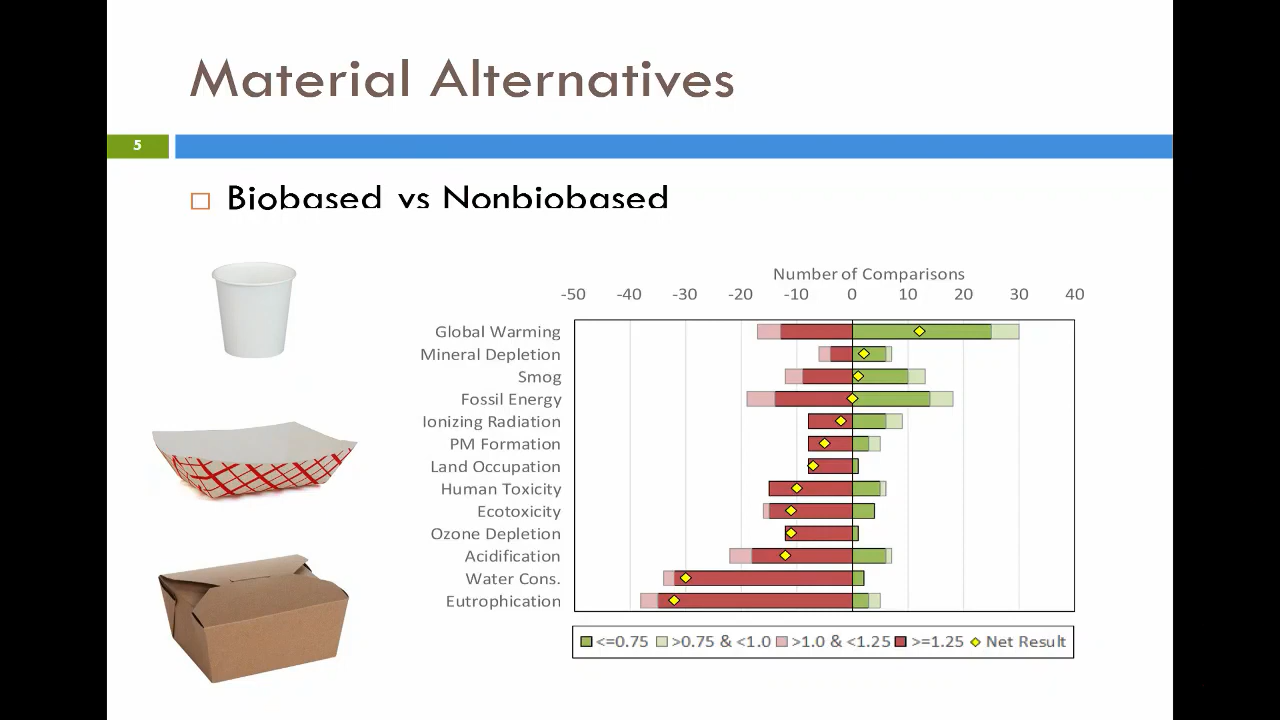 Material Alternatives
5
Biobased vs Nonbiobased
Number of Comparisons
-50 -40 -30 -20 -10 0 10 20 30 40
Global Warming
Mineral Depletion
Smog
Fossil Energy
Ionizing Radiation
PM Formation
Land Occupation
Human Toxicity
Ecotoxicity
Ozone Depletion
Acidification
Water Cons.
Eutrophication
<=0.75 >0.75 & <1.0 >1.0 & <1.25 >=1.25 Net Result